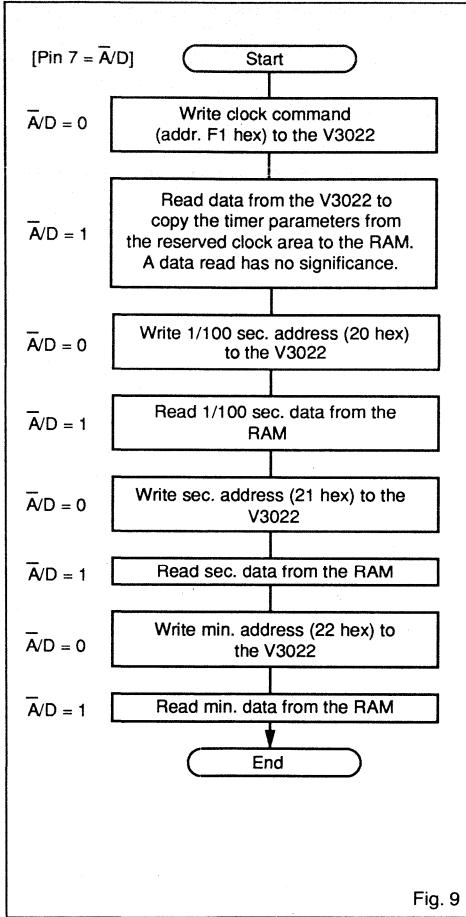 [Pin 7 = A̅/D]
Start
A̅/D = 0
Write clock command
(addr. F1 hex) to the V3022
A̅/D = 1
Read data from the V3022 to
copy the timer parameters from
the reserved clock area to the RAM.
A data read has no significance.
A̅/D = 0
Write 1/100 sec. address (20 hex)
to the V3022
A̅/D = 1
Read 1/100 sec. data from the
RAM
A̅/D = 0
Write sec. address (21 hex) to the
V3022
A̅/D = 1
Read sec. data from the RAM
A̅/D = 0
Write min. address (22 hex) to
the V3022
A̅/D = 1
Read min. data from the RAM
End
Fig. 9